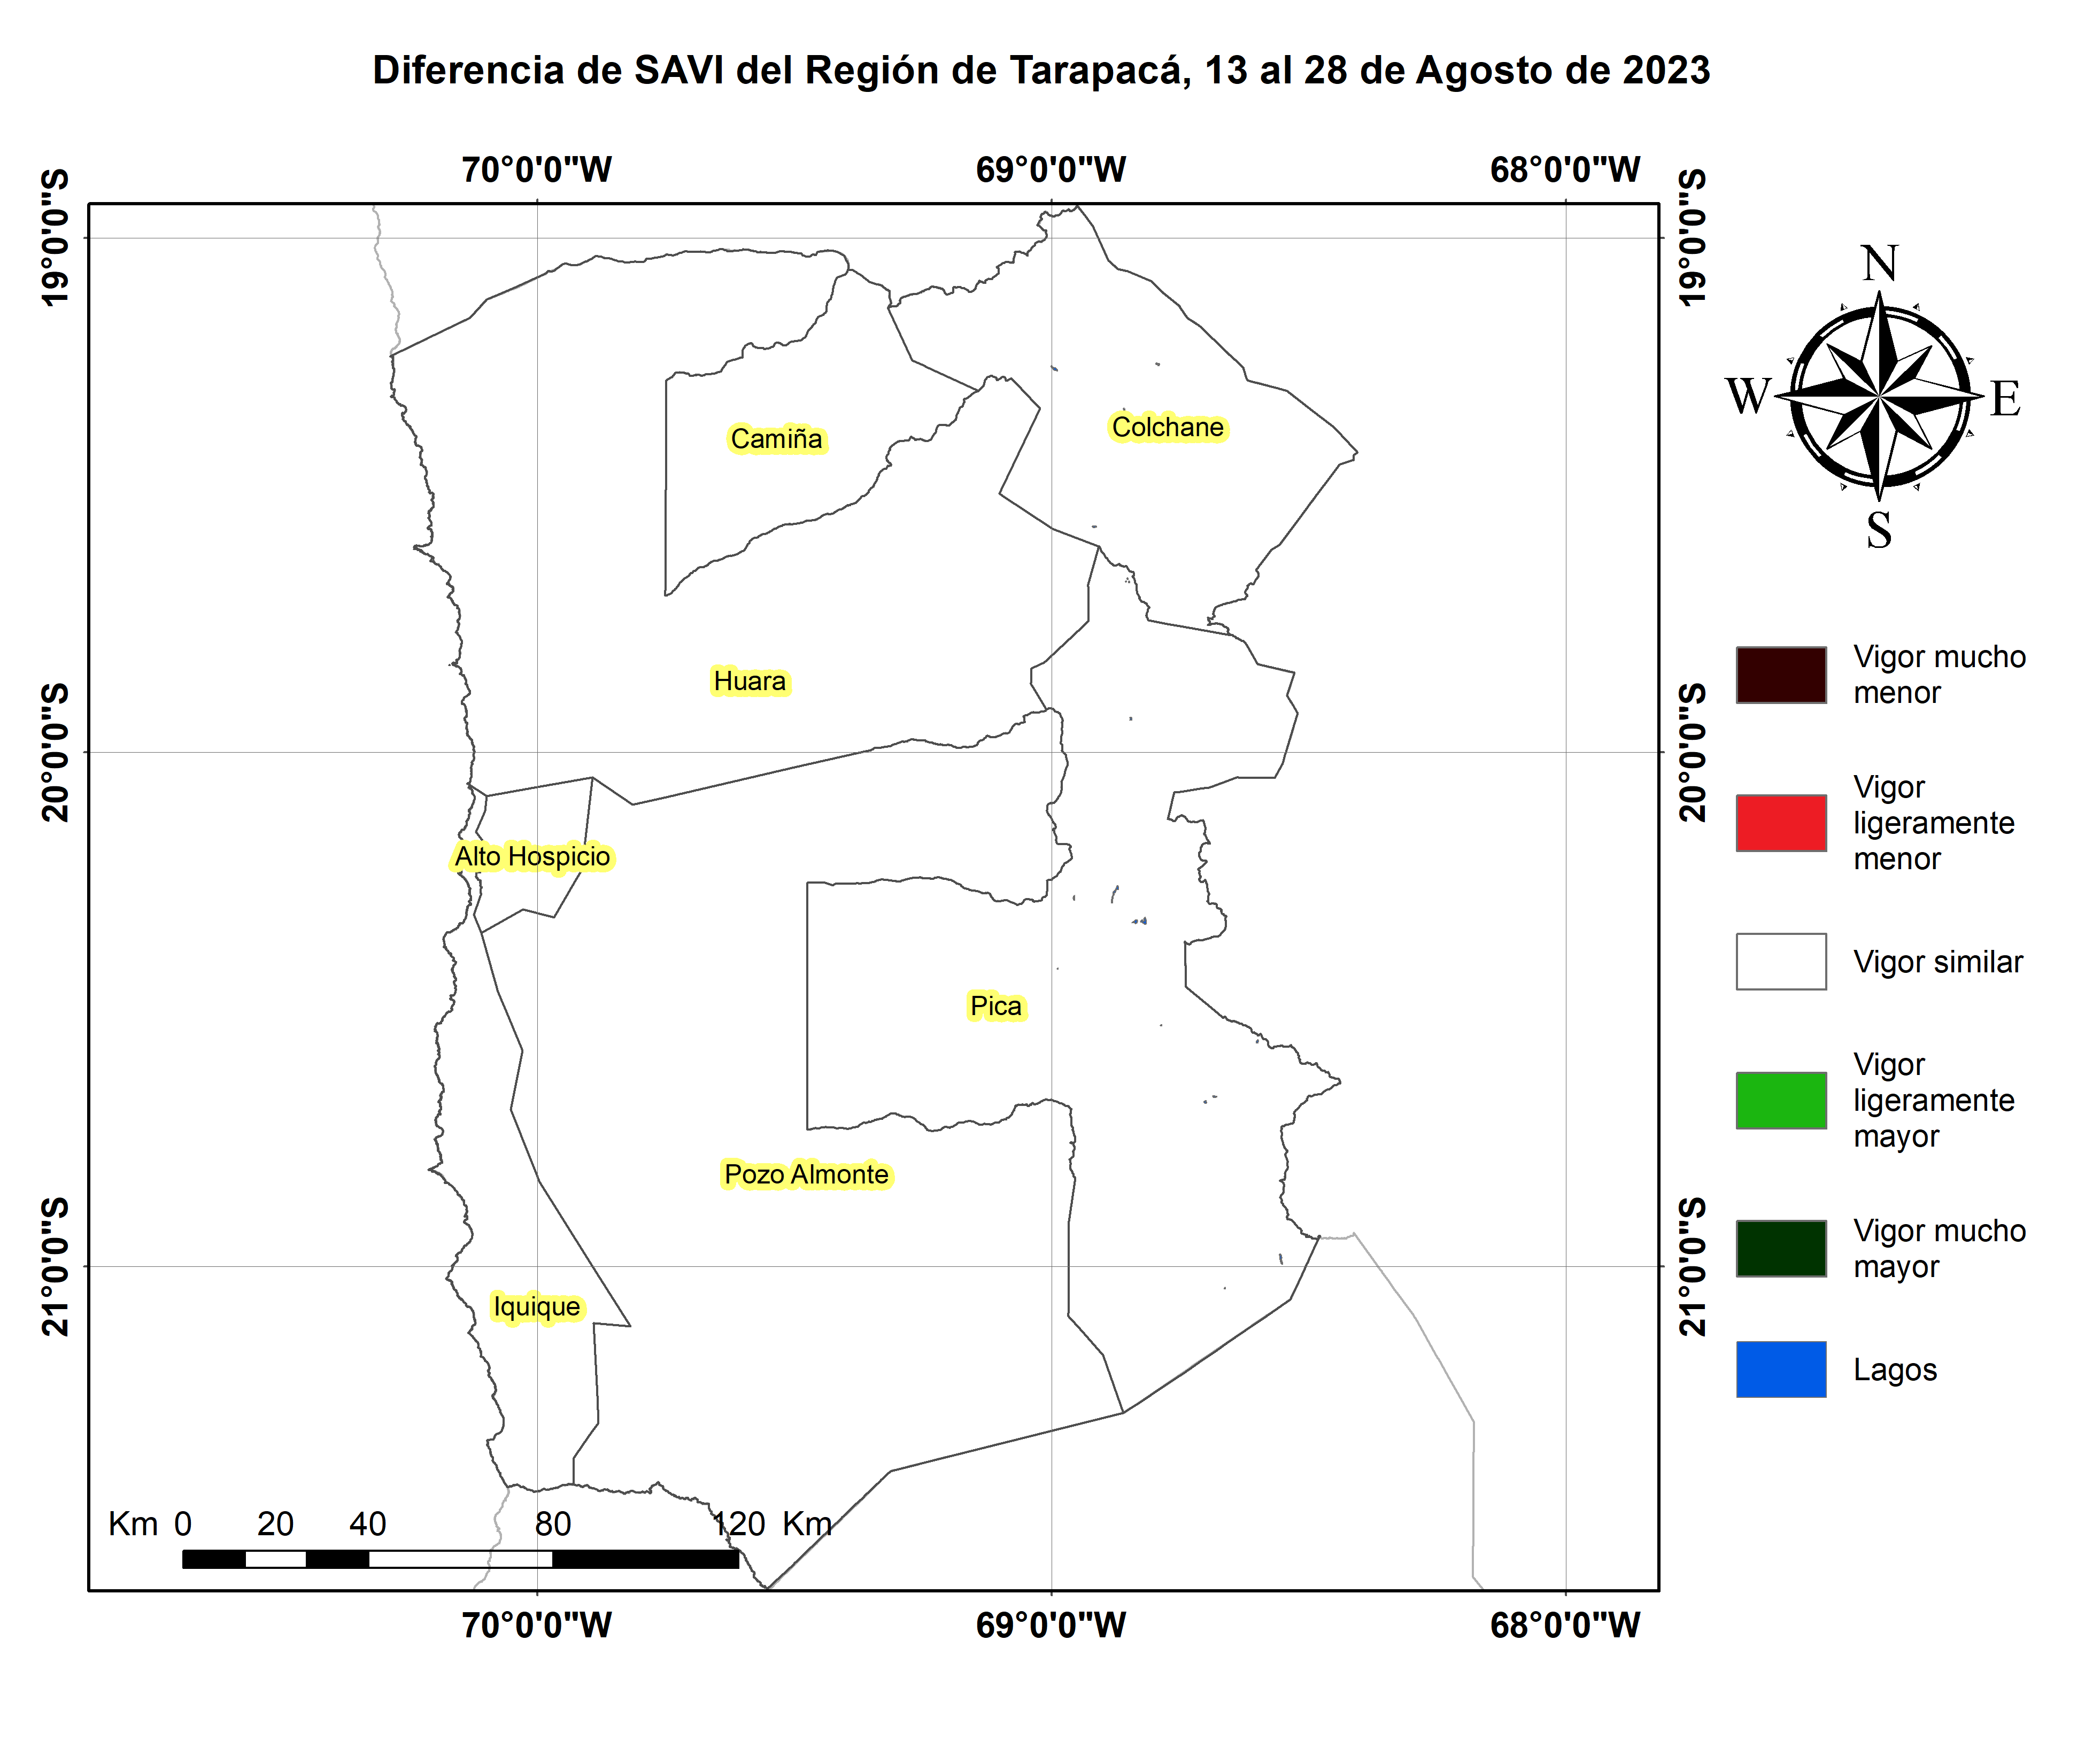 Diferencia de SAVI del Región de Tarapacá, 13 al 28 de Agosto de 2023
70°0'0"W
69°0'0"W
68°0'0"W
19°0'0"S
19°0'0"S
N
W
E
S
Camiña
Colchane
Vigor mucho
menor
Huara
20°0'0"S
20°0'0"S
Vigor
ligeramente
menor
Alto Hospicio
Vigor similar
Pica
Vigor
ligeramente
mayor
Pozo Almonte
21°0'0"S
21°0'0"S
Vigor mucho
mayor
Iquique
Lagos
Km 0 20 40 80 120 Km
70°0'0"W
69°0'0"W
68°0'0"W